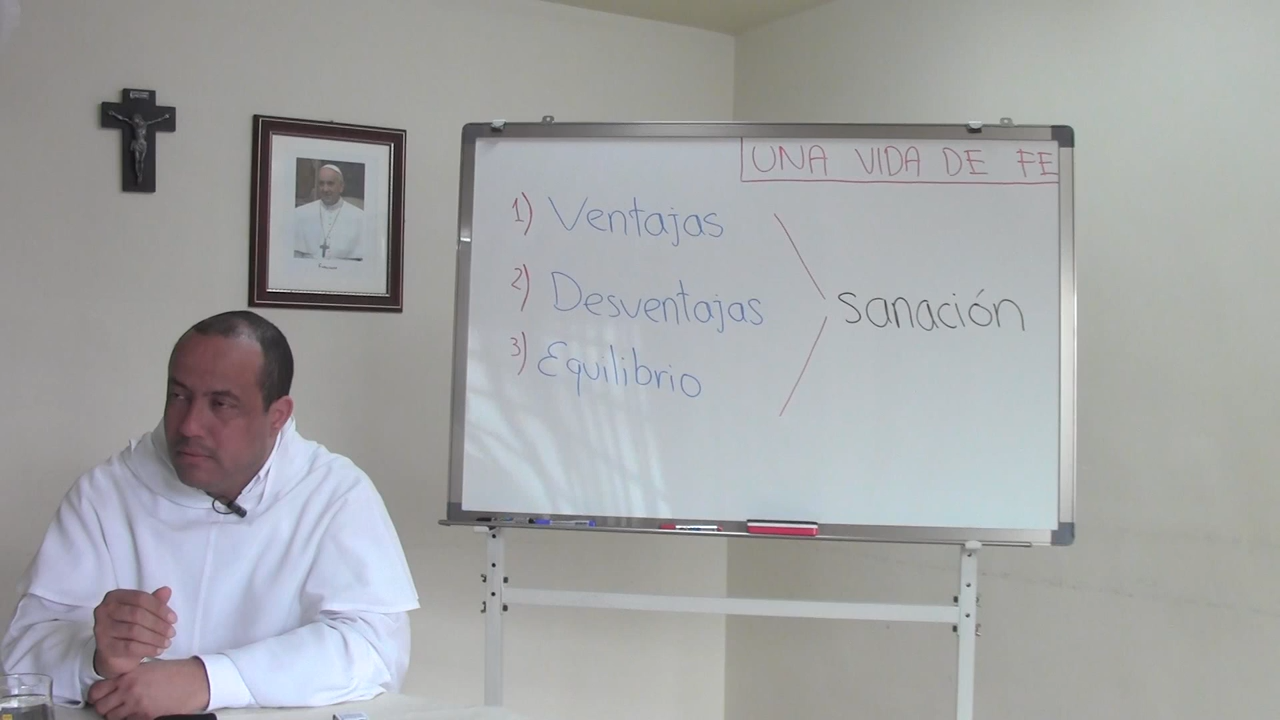 UNA VIDA DE FE
1) Ventajas
2) Desventajas
sanación
3) Equilibrio